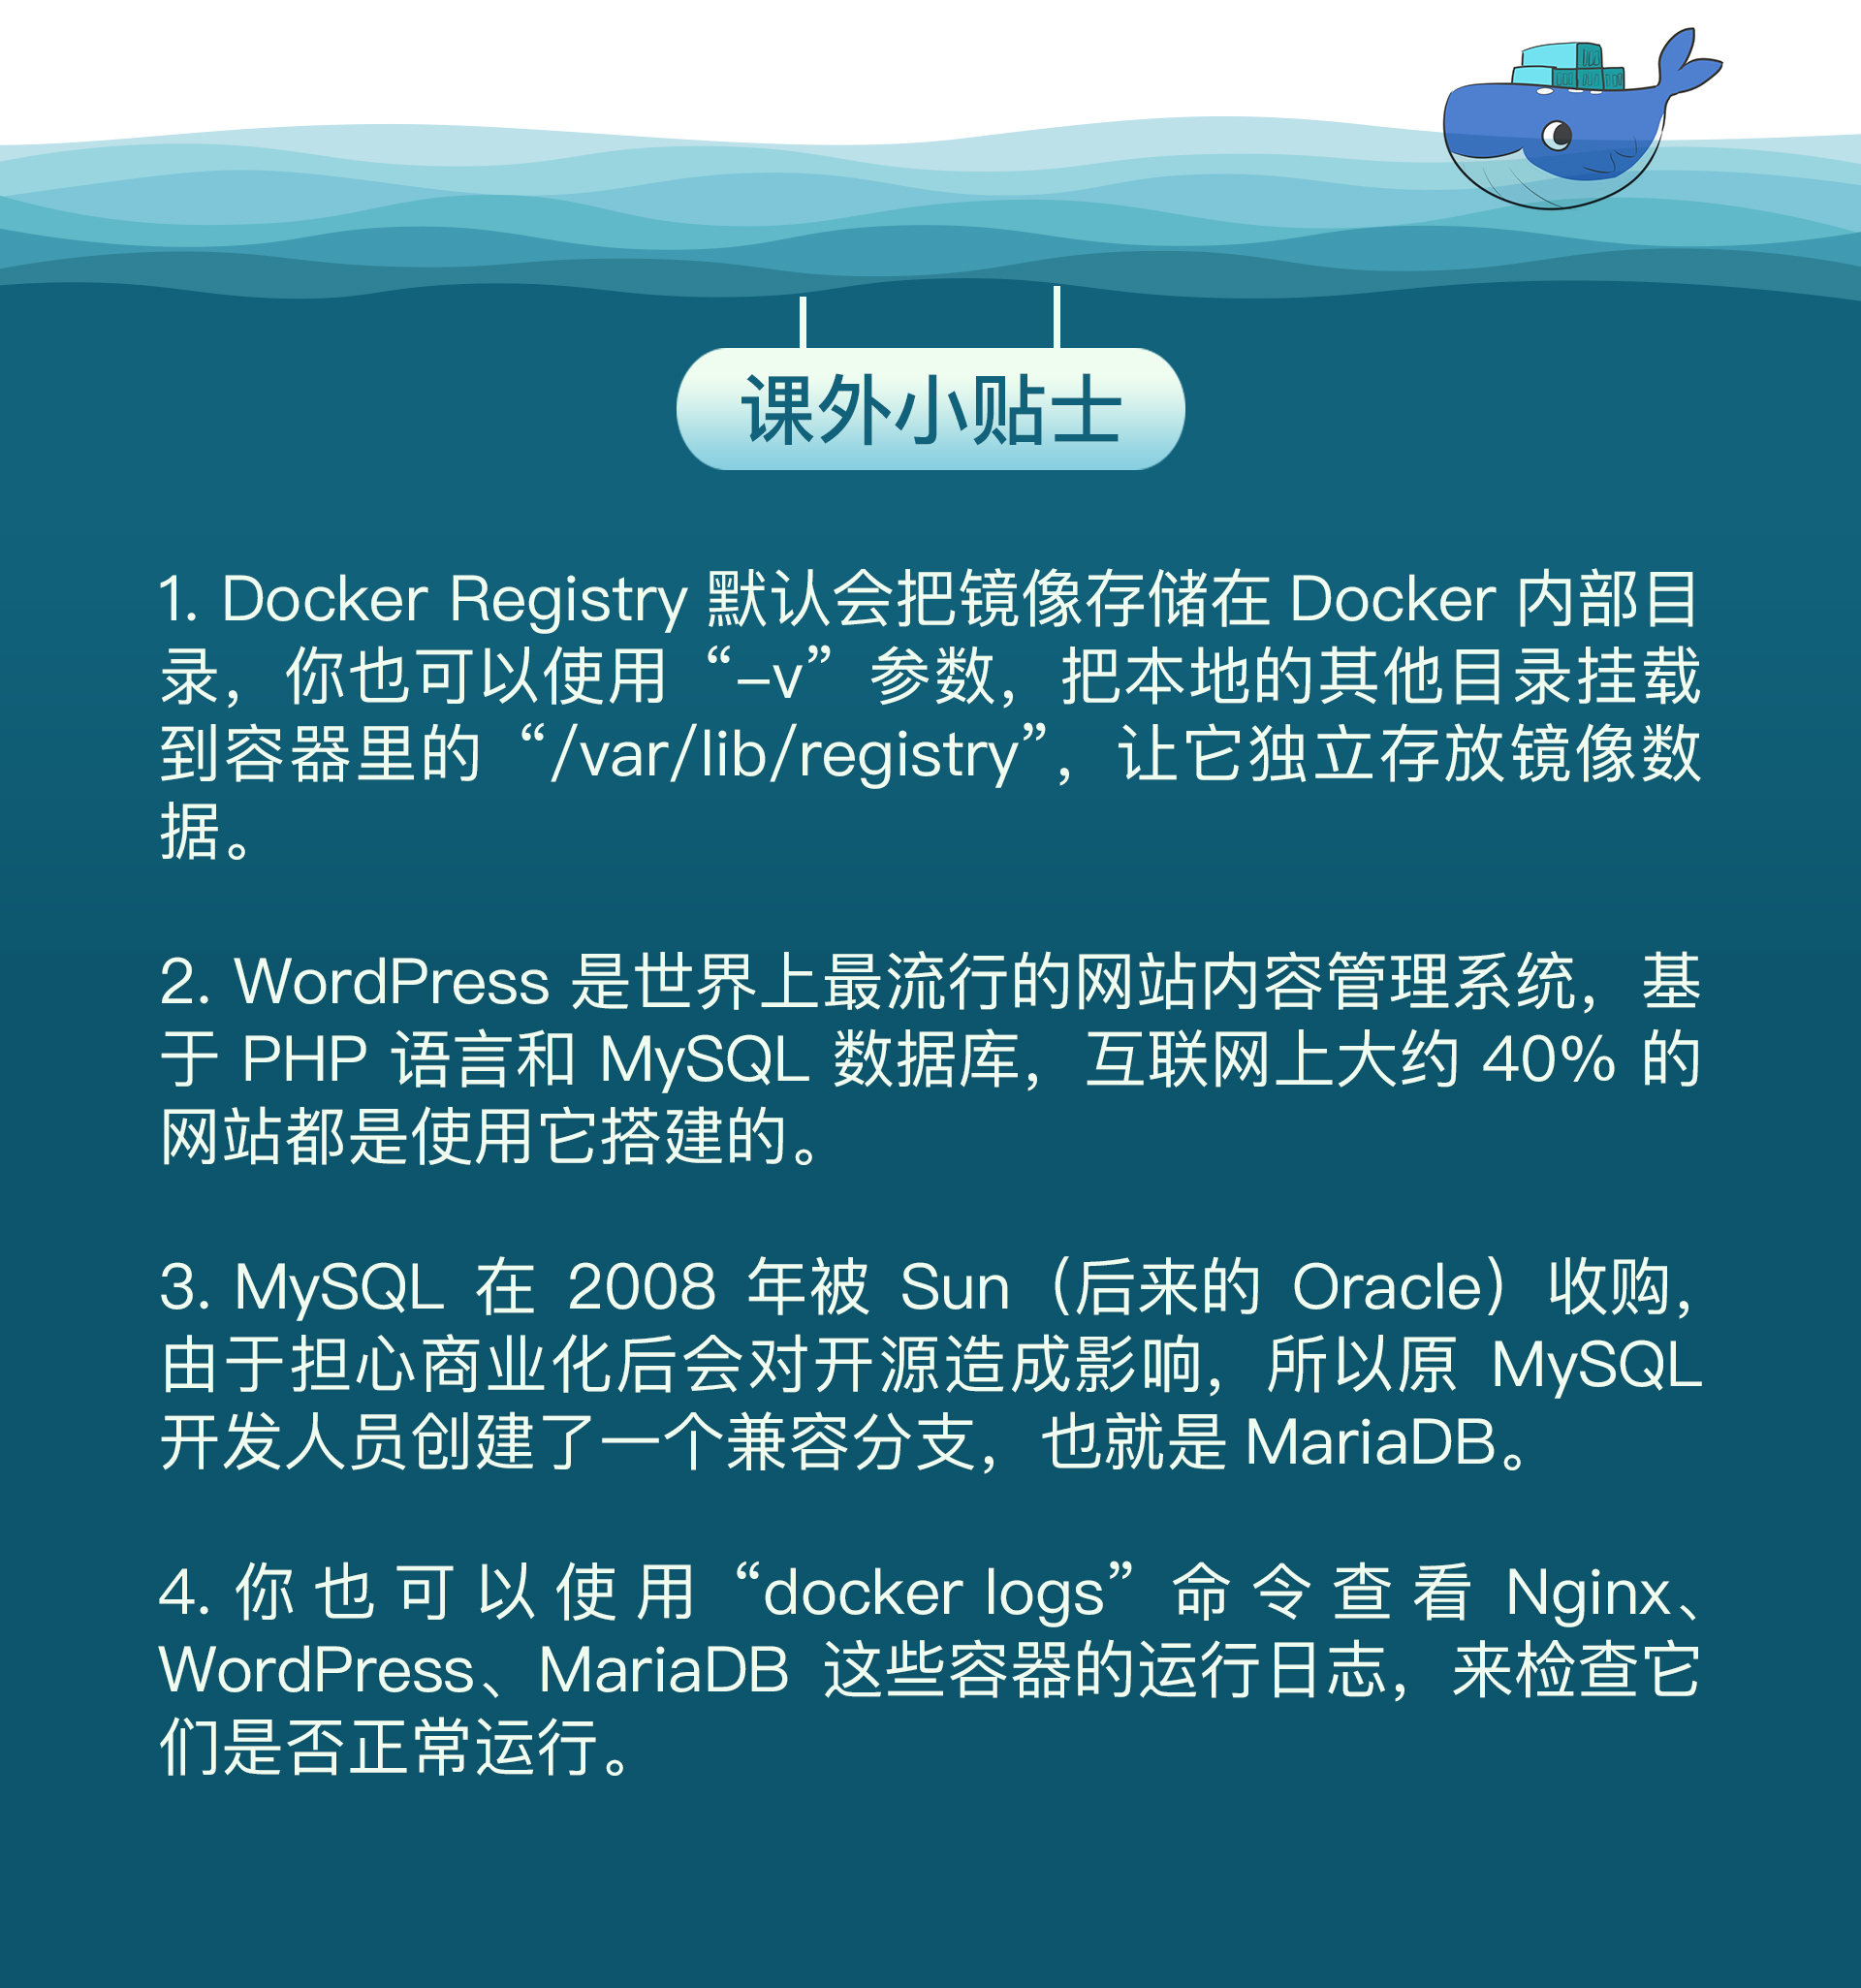 课外小贴士
1. Docker Registry 默认会把镜像存储在 Docker 内部目
录，你也可以使用“-v”参数，把本地的其他目录挂载
到容器里的“/var/lib/registry”，让它独立存放镜像数
据。
2. WordPress 是世界上最流行的网站内容管理系统，基
于 PHP 语言和 MySQL 数据库，互联网上大约 40% 的
网站都是使用它搭建的。
3. MySQL 在 2008 年被 Sun（后来的 Oracle）收购，
由于担心商业化后会对开源造成影响，所以原 MySQL
开发人员创建了一个兼容分支，也就是 MariaDB。
4. 你也可以使用“docker logs”命令查看 Nginx、
WordPress、MariaDB 这些容器的运行日志，来检查它
们是否正常运行。